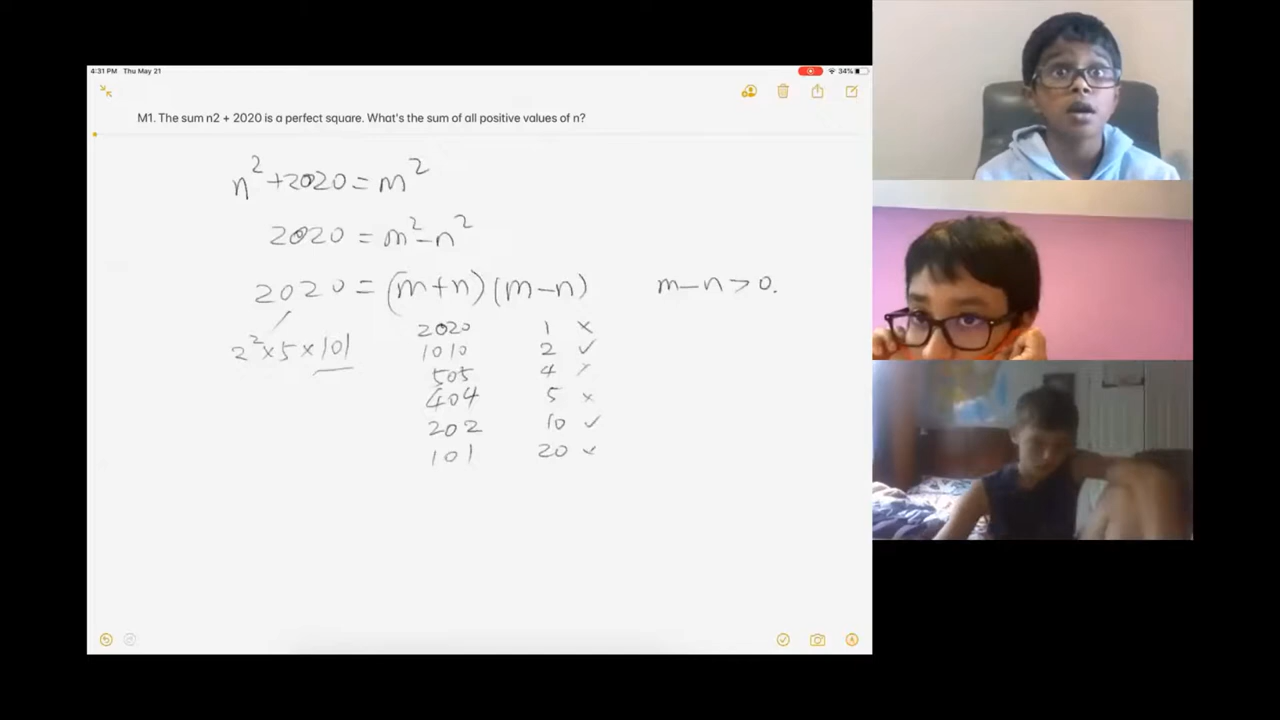 4:31 PM Thu May 21
34%
M1. The sum n2 + 2020 is a perfect square. What's the sum of all positive values of n?
n² + 2020 = m²
2020 = m² - n²
2020 = (m+n)(m-n) m-n > 0.
2² × 5 × 101
2020 1 ×
1010 2 ✓
505 4 ×
404 5 ×
202 10 ✓
101 20 ×